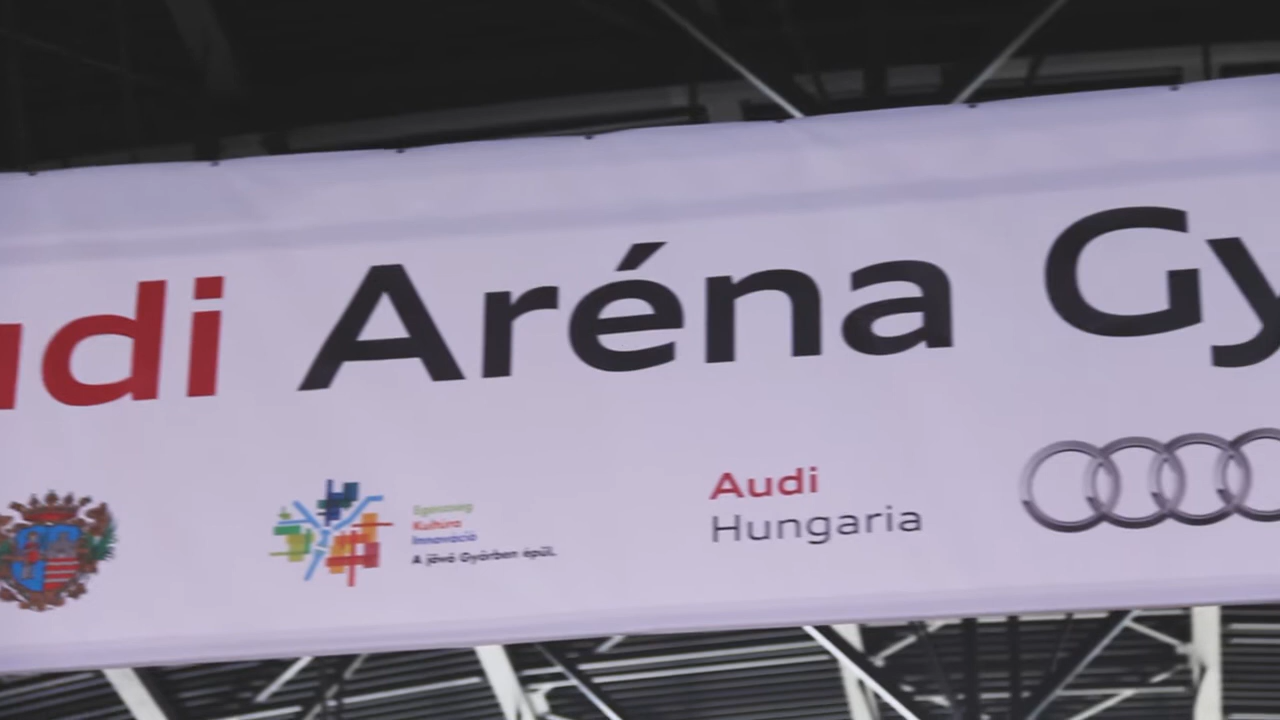 udi Aréna Gy
Egészség
Kultúra
Innováció
A jövő Győrben épül.
Audi
Hungaria